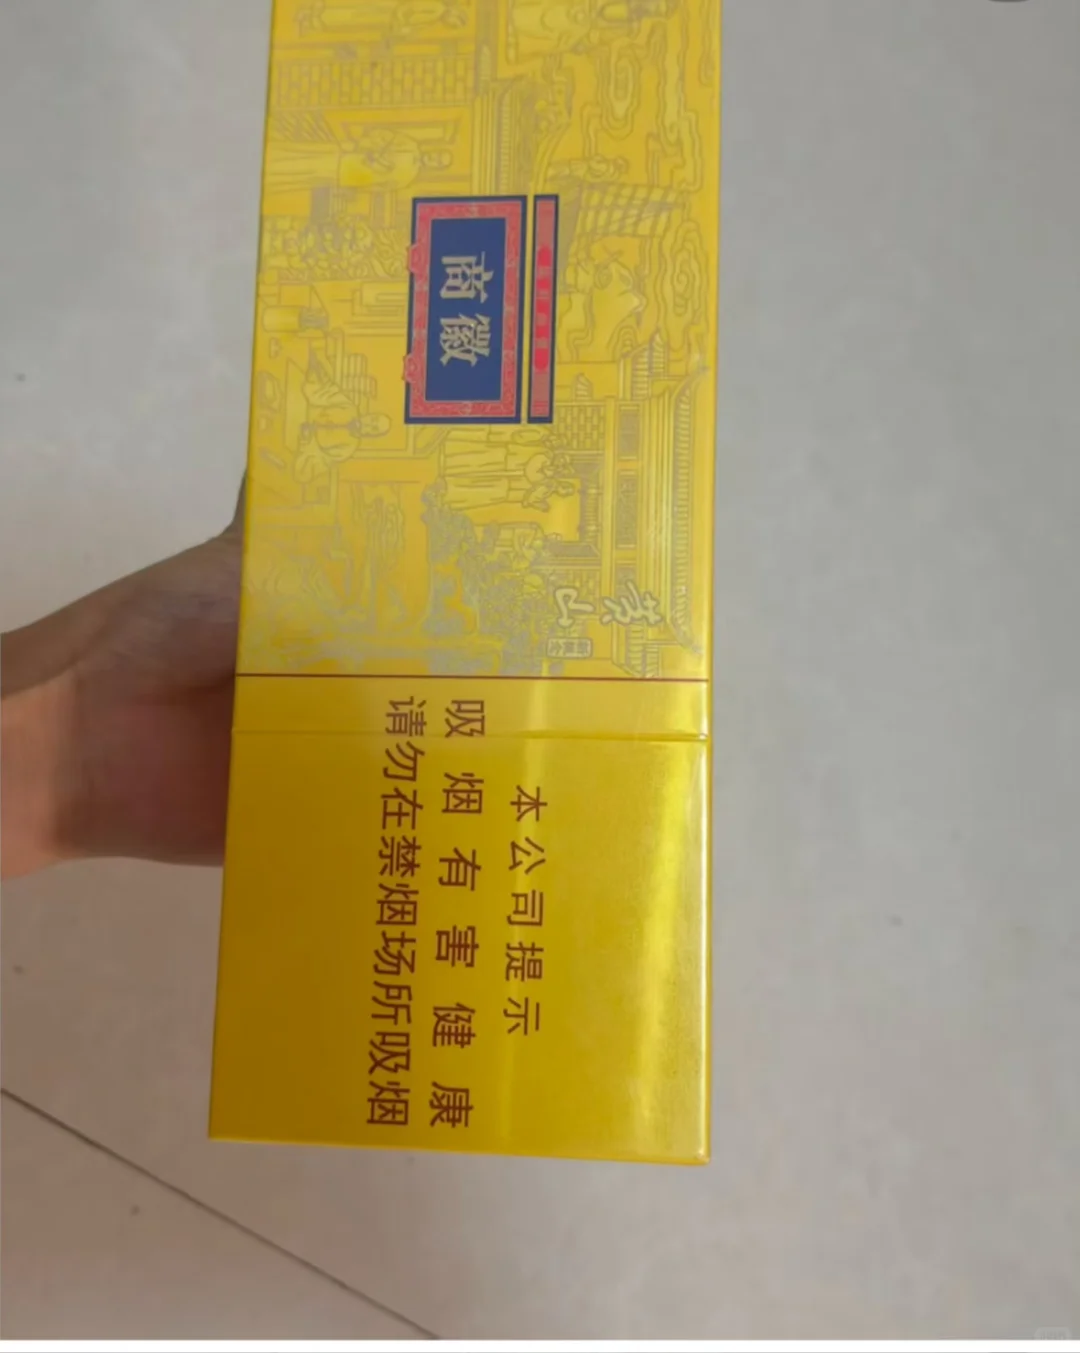 徽商
黄山
本公司提示
吸烟有害健康
请勿在禁烟场所吸烟